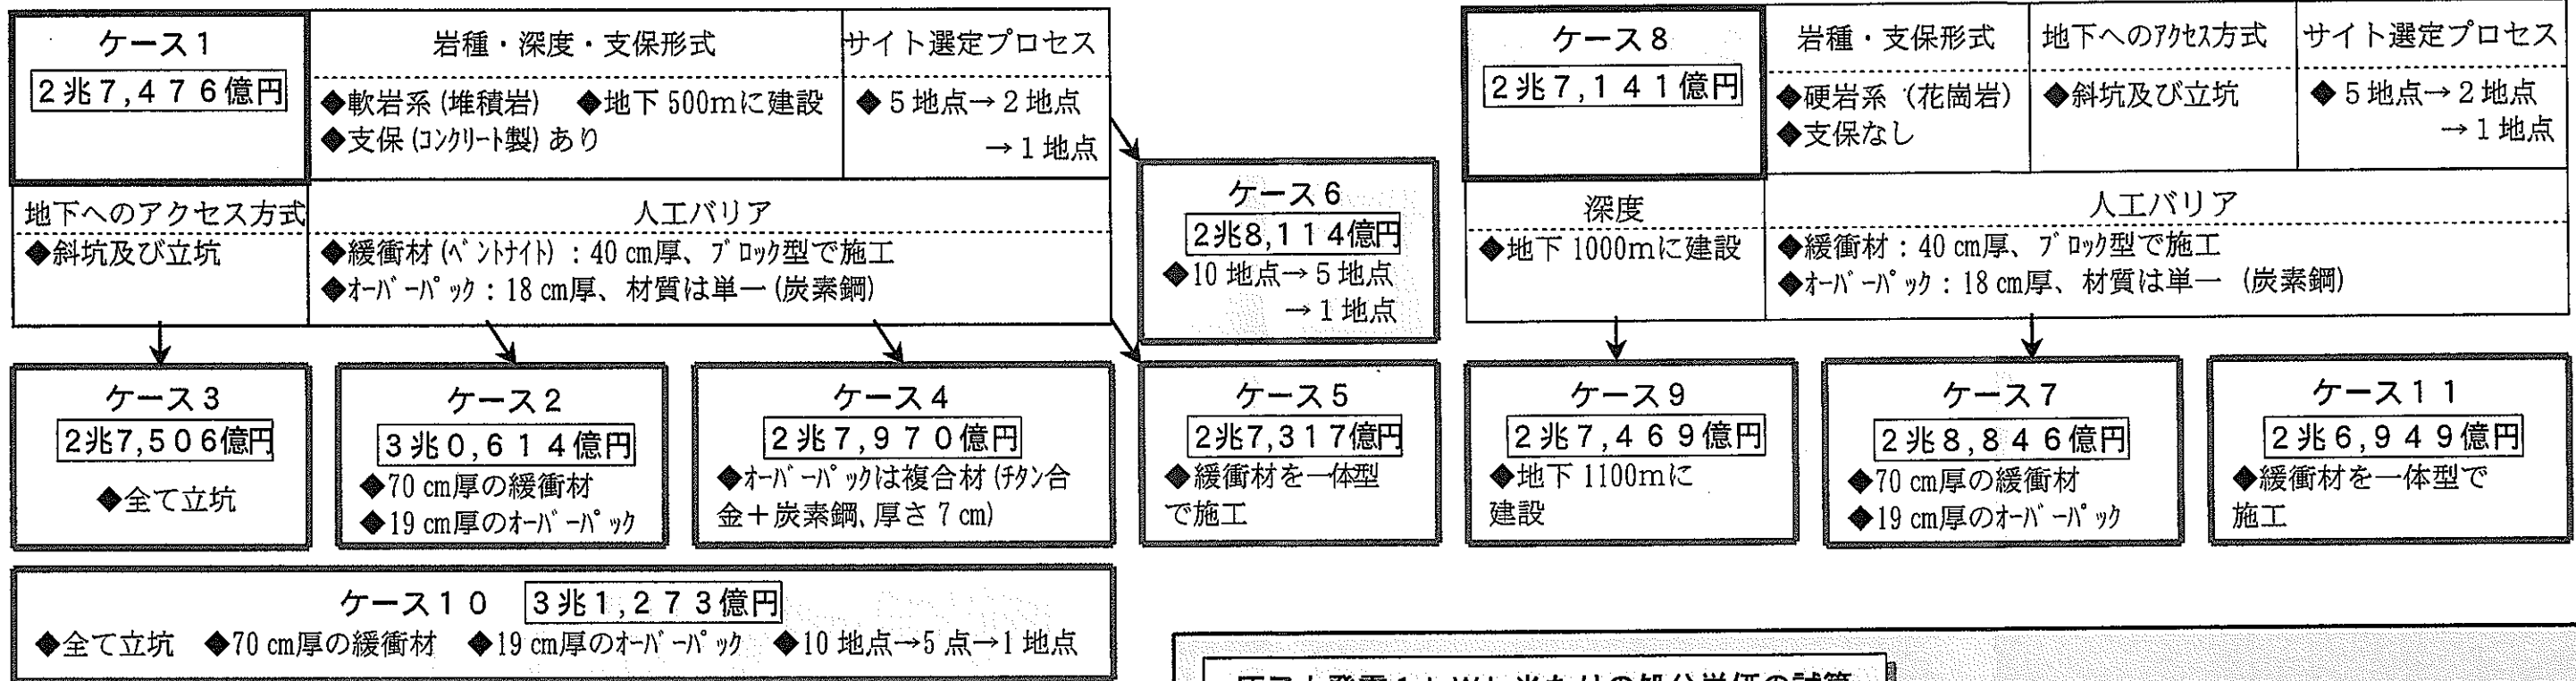 ケース1
2兆7,476億円
岩種・深度・支保形式
◆軟岩系(堆積岩) ◆地下500mに建設
◆支保(コンクリート製)あり
サイト選定プロセス
◆5地点→2地点
→1地点
地下へのアクセス方式
◆斜坑及び立坑
人工バリア
◆緩衝材(ベントナイト):40cm厚、ブロック型で施工
◆オーバーパック:18cm厚、材質は単一(炭素鋼)
ケース6
2兆8,114億円
◆10地点→5地点
→1地点
ケース8
2兆7,141億円
岩種・支保形式
◆硬岩系(花崗岩)
◆支保なし
地下へのアクセス方式
◆斜坑及び立坑
サイト選定プロセス
◆5地点→2地点
→1地点
深度
◆地下1000mに建設
人工バリア
◆緩衝材:40cm厚、ブロック型で施工
◆オーバーパック:18cm厚、材質は単一(炭素鋼)
ケース3
2兆7,506億円
◆全て立坑
ケース2
3兆0,614億円
◆70cm厚の緩衝材
◆19cm厚のオーバーパック
ケース4
2兆7,970億円
◆オーバーパックは複合材(チタン合
金+炭素鋼、厚さ7cm)
ケース5
2兆7,317億円
◆緩衝材を一体型
で施工
ケース9
2兆7,469億円
◆地下1100mに
建設
ケース7
2兆8,846億円
◆70cm厚の緩衝材
◆19cm厚のオーバーパック
ケース11
2兆6,949億円
◆緩衝材を一体型で
施工
ケース10 3兆1,273億円
◆全て立坑 ◆70cm厚の緩衝材 ◆19cm厚のオーバーパック ◆10地点→5点→1地点